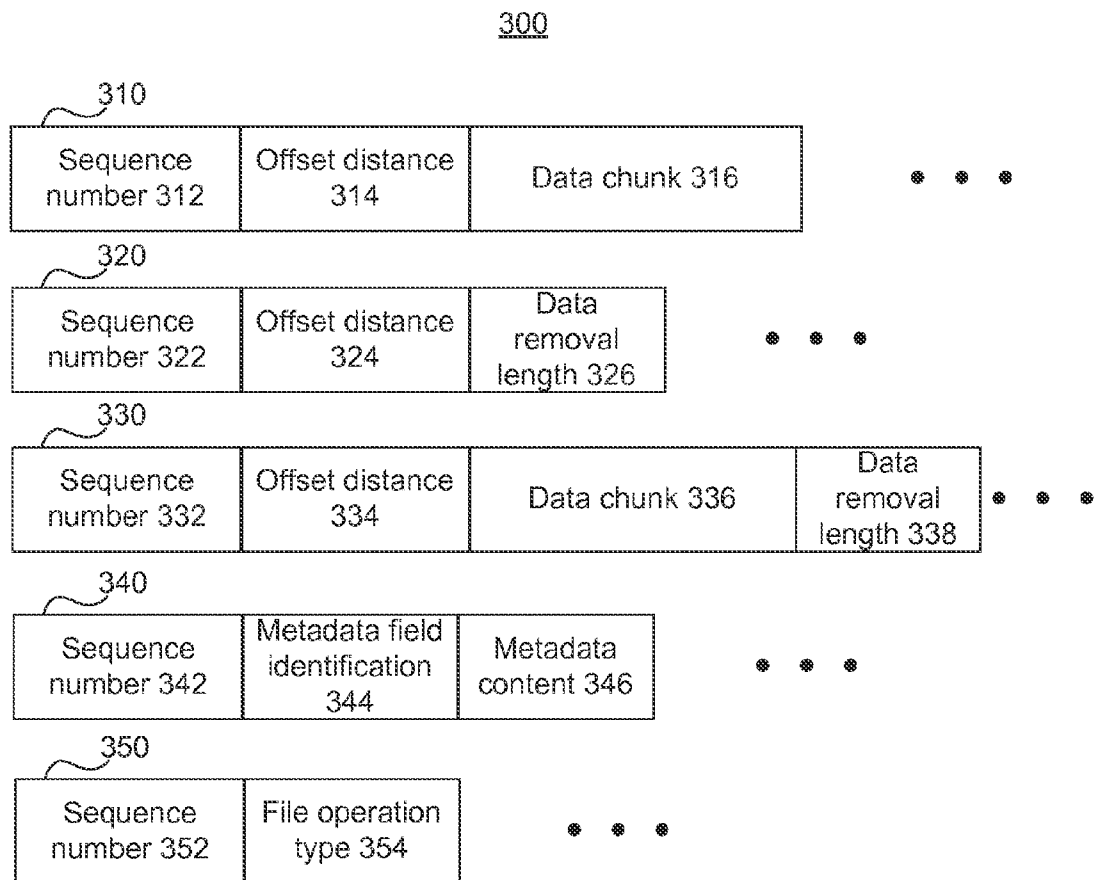 300
310
Sequence number 312
Offset distance 314
Data chunk 316
320
Sequence number 322
Offset distance 324
Data removal length 326
330
Sequence number 332
Offset distance 334
Data chunk 336
Data removal length 338
340
Sequence number 342
Metadata field identification 344
Metadata content 346
350
Sequence number 352
File operation type 354